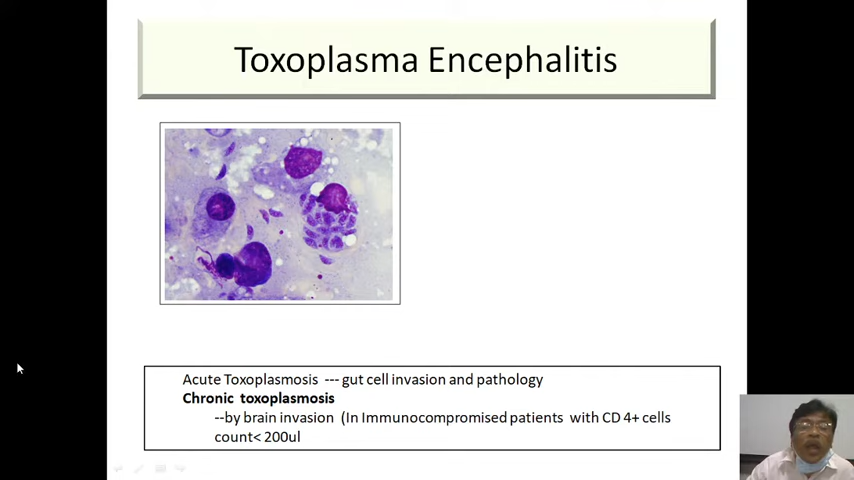 Toxoplasma Encephalitis
Acute Toxoplasmosis --- gut cell invasion and pathology
Chronic toxoplasmosis
--by brain invasion (In Immunocompromised patients with CD 4+ cells
count< 200ul